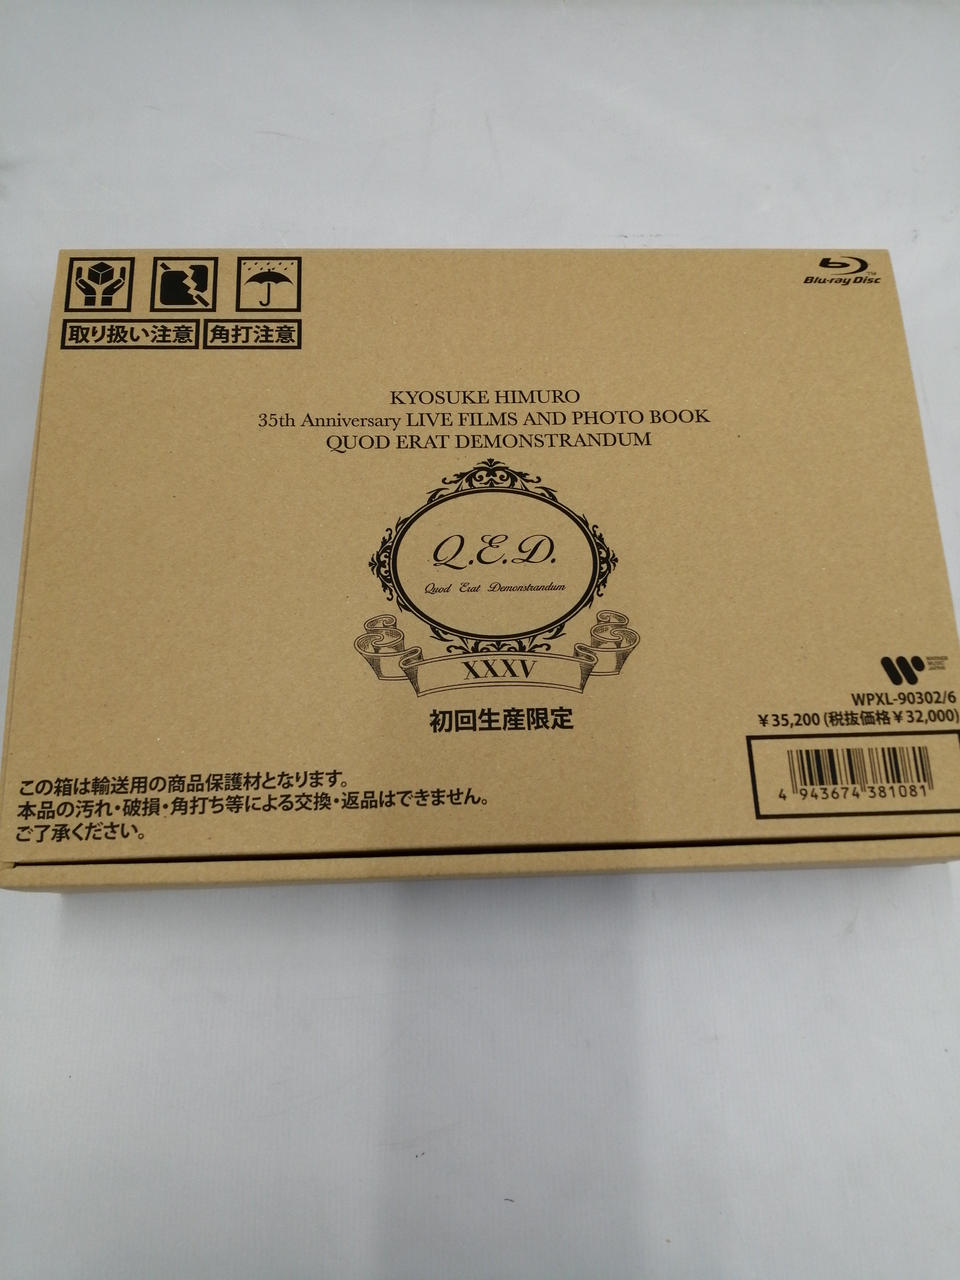 取り扱い注意 角打注意
Blu-ray Disc
TM
KYOSUKE HIMURO
35th Anniversary LIVE FILMS AND PHOTO BOOK
QUOD ERAT DEMONSTRANDUM
Q.E.D.
Quod Erat Demonstrandum
XXXV
初回生産限定
WARNER
MUSIC
JAPAN
WPXL-90302/6
¥35,200(税抜価格¥32,000)
4 943674 381081
この箱は輸送用の商品保護材となります。
本品の汚れ・破損・角打ち等による交換・返品はできません。
ご了承ください。